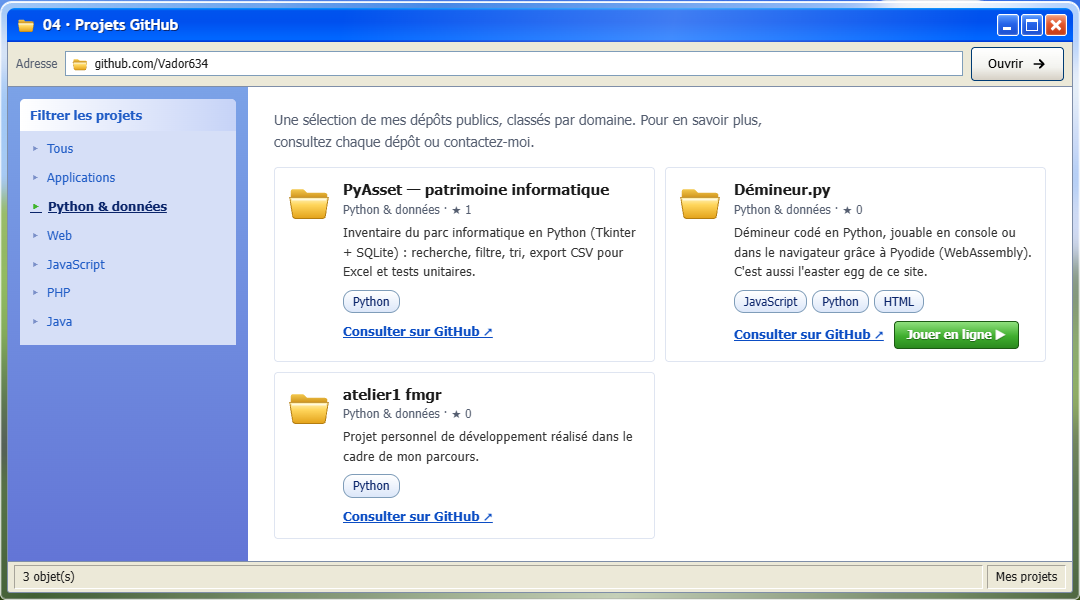 04 · Projets GitHub
Adresse
github.com/Vador634
Ouvrir →
Filtrer les projets
Tous
Applications
Python & données
Web
JavaScript
PHP
Java
Une sélection de mes dépôts publics, classés par domaine. Pour en savoir plus,
consultez chaque dépôt ou contactez-moi.
PyAsset — patrimoine informatique
Python & données · ★ 1
Inventaire du parc informatique en Python (Tkinter
+ SQLite) : recherche, filtre, tri, export CSV pour
Excel et tests unitaires.
Python
Consulter sur GitHub ↗
Démineur.py
Python & données · ★ 0
Démineur codé en Python, jouable en console ou
dans le navigateur grâce à Pyodide (WebAssembly).
C'est aussi l'easter egg de ce site.
JavaScript Python HTML
Consulter sur GitHub ↗ Jouer en ligne ▶
atelier1 fmgr
Python & données · ★ 0
Projet personnel de développement réalisé dans le
cadre de mon parcours.
Python
Consulter sur GitHub ↗
3 objet(s)
Mes projets